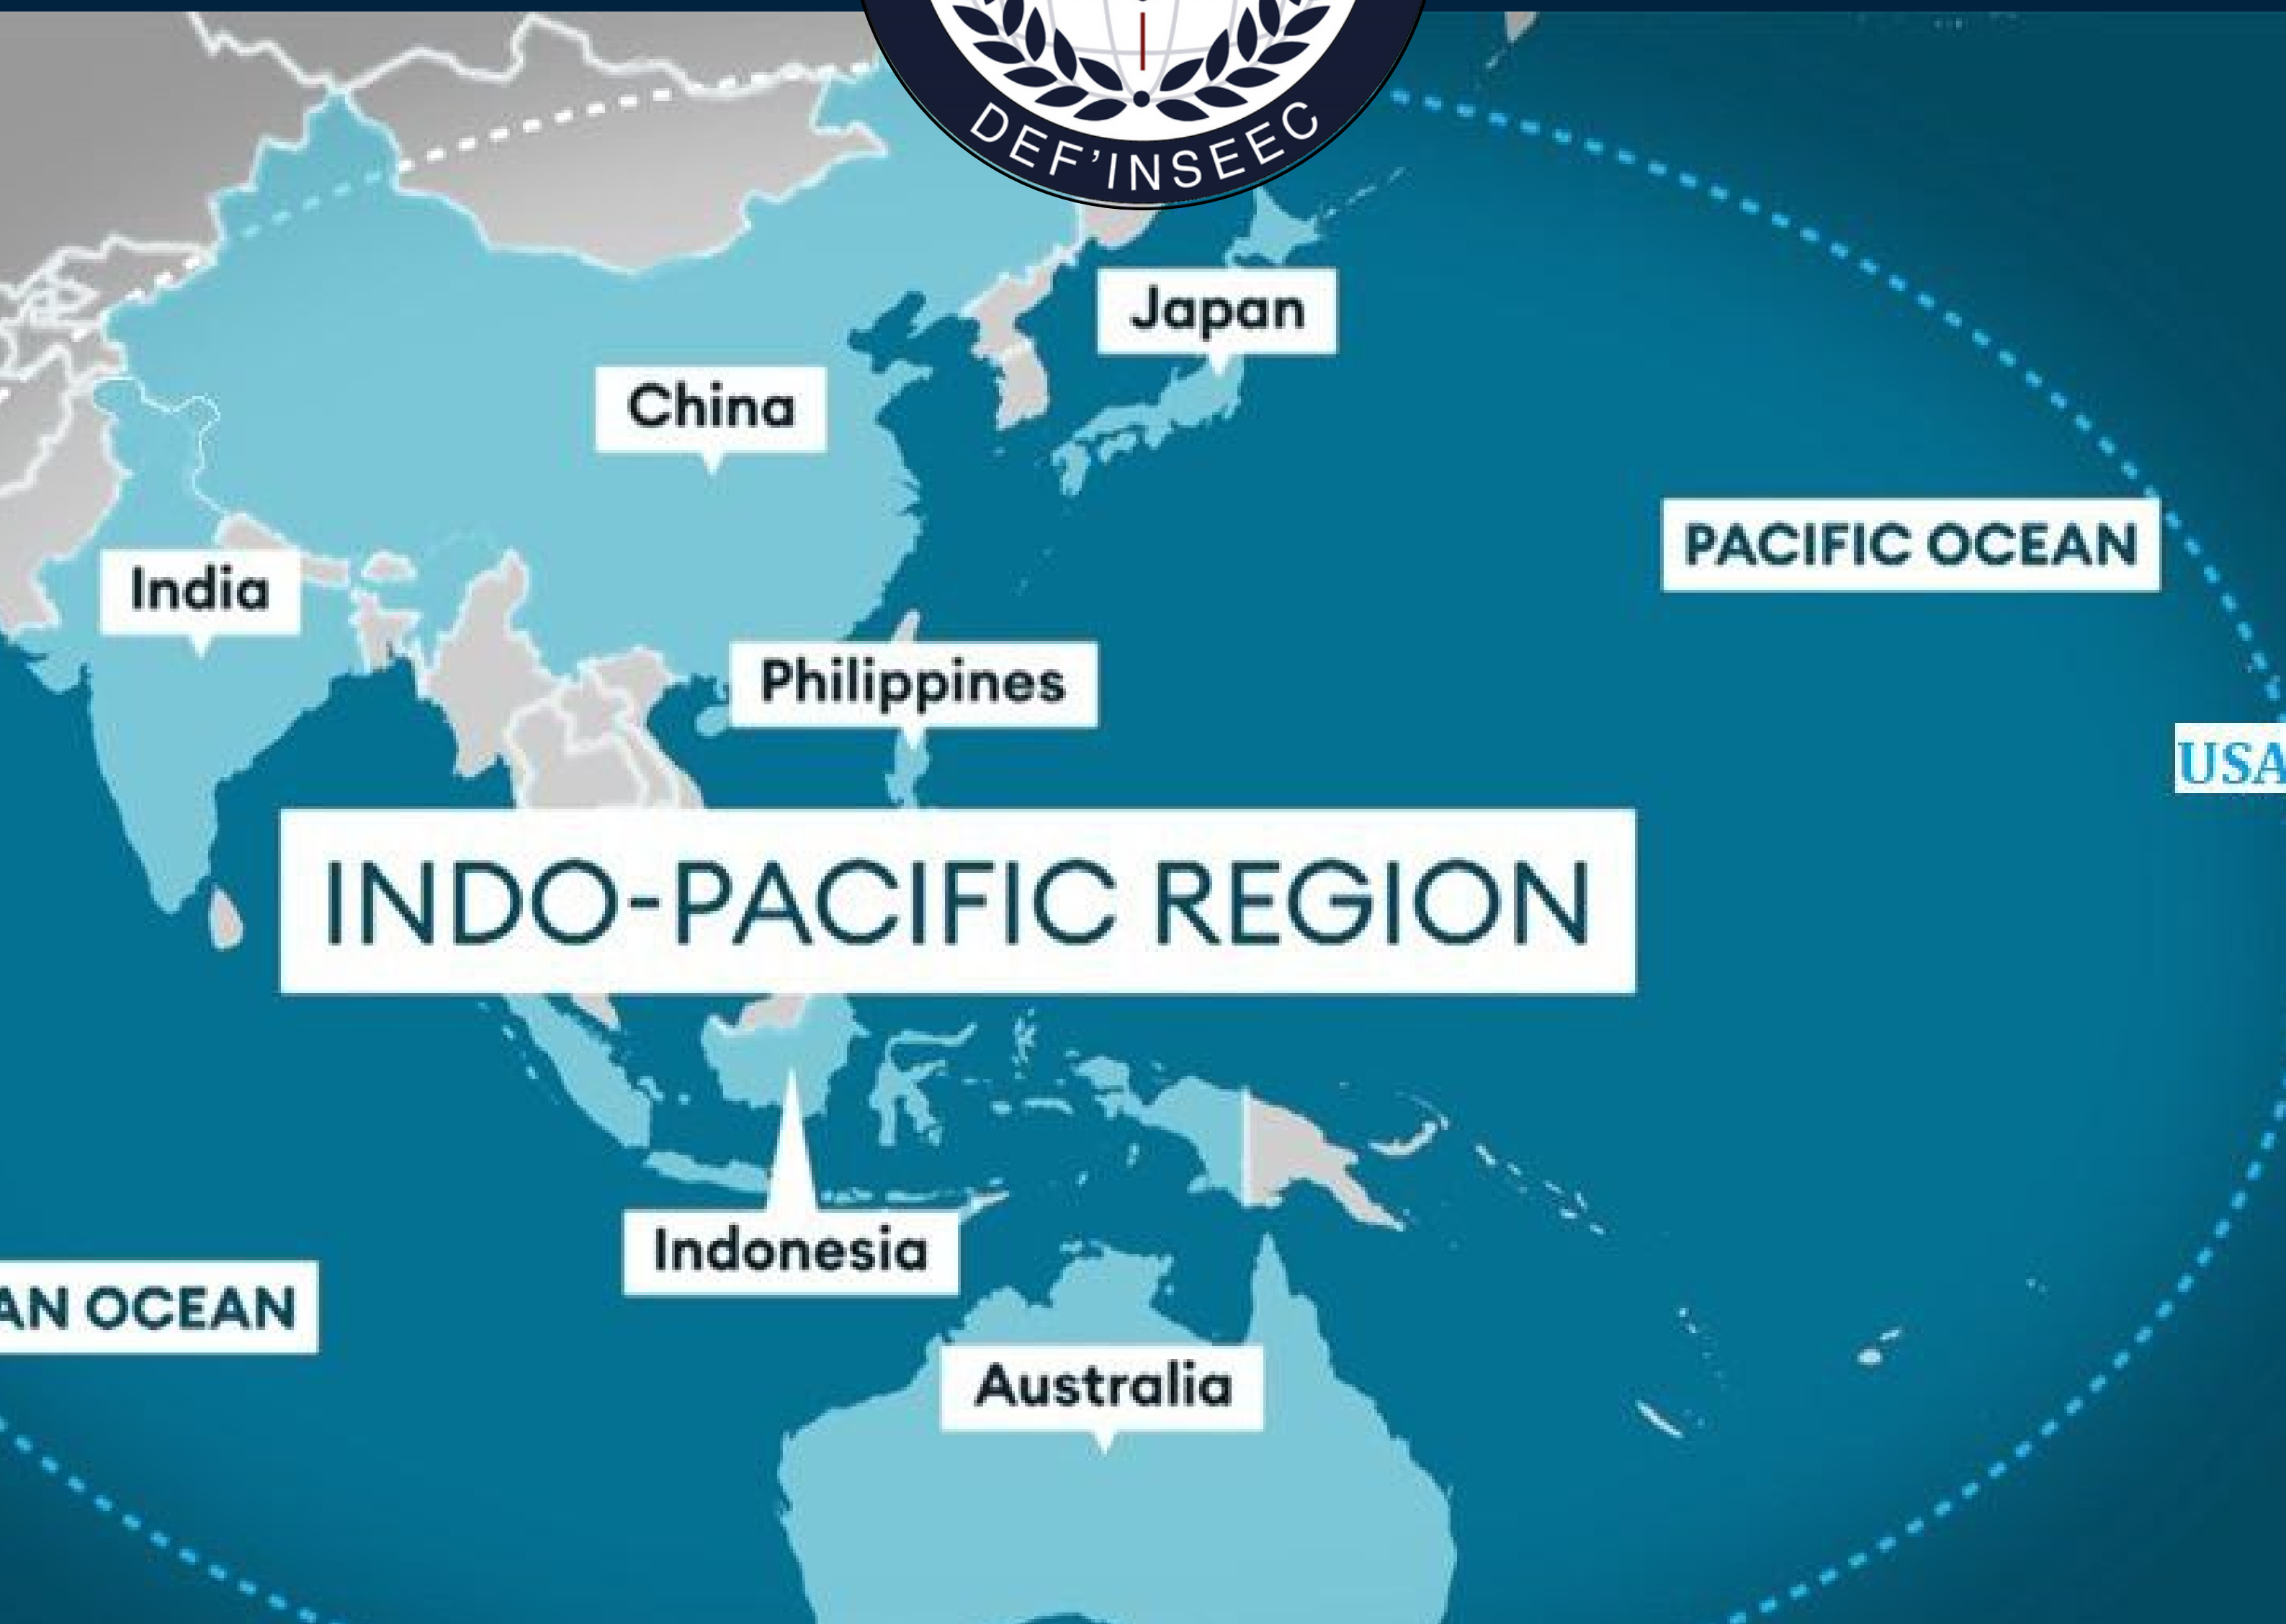 DEF'INSEEC
Japan
China
PACIFIC OCEAN
India
Philippines
USA
INDO-PACIFIC REGION
Indonesia
AN OCEAN
Australia